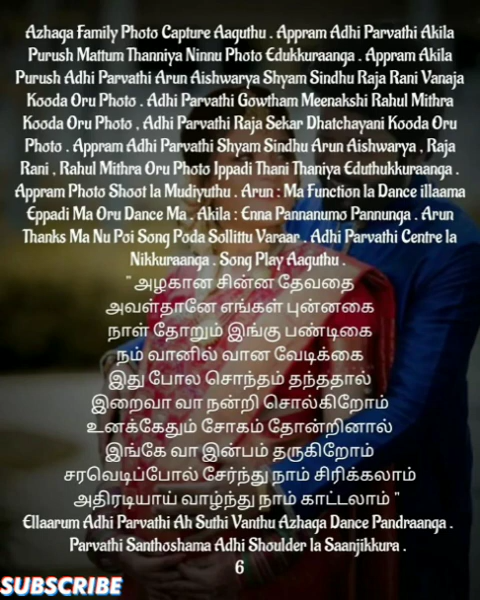 Azhaga Family Photo Capture Aaguthu . Appram Adhi Parvathi Akila
Purush Mattum Thanniya Ninnu Photo Edukkuraanga . Appram Akila
Purush Adhi Parvathi Arun Aishwarya Shyam Sindhu Raja Rani Vanaja
Kooda Oru Photo . Adhi Parvathi Gowtham Meenakshi Rahul Mithra
Kooda Oru Photo , Adhi Parvathi Raja Sekar Dhatchayani Kooda Oru
Photo . Appram Adhi Parvathi Shyam Sindhu Arun Aishwarya , Raja
Rani , Rahul Mithra Oru Photo Ippadi Thani Thaniya Eduthukkuraanga .
Appram Photo Shoot la Mudiyuthu . Arun : Ma Function la Dance illaama
Eppadi Ma Oru Dance Ma . Akila : Enna Pannanumo Pannunga . Arun
Thanks Ma Nu Poi Song Poda Sollittu Varaar . Adhi Parvathi Centre la
Nikkuraanga . Song Play Aaguthu .
" அழகான சின்ன தேவதை
அவள்தானே எங்கள் புன்னகை
நாள் தோறும் இங்கு பண்டிகை
நம் வானில் வான வேடிக்கை
இது போல சொந்தம் தந்ததால்
இறைவா வா நன்றி சொல்கிறோம்
உனக்கேதும் சோகம் தோன்றினால்
இங்கே வா இன்பம் தருகிறோம்
சரவெடிப்போல் சேர்ந்து நாம் சிரிக்கலாம்
அதிரடியாய் வாழ்ந்து நாம் காட்டலாம் "
Ellaarum Adhi Parvathi Ah Suthi Vanthu Azhaga Dance Pandraanga .
Parvathi Santhoshama Adhi Shoulder la Saanjikkura .
6
SUBSCRIBE